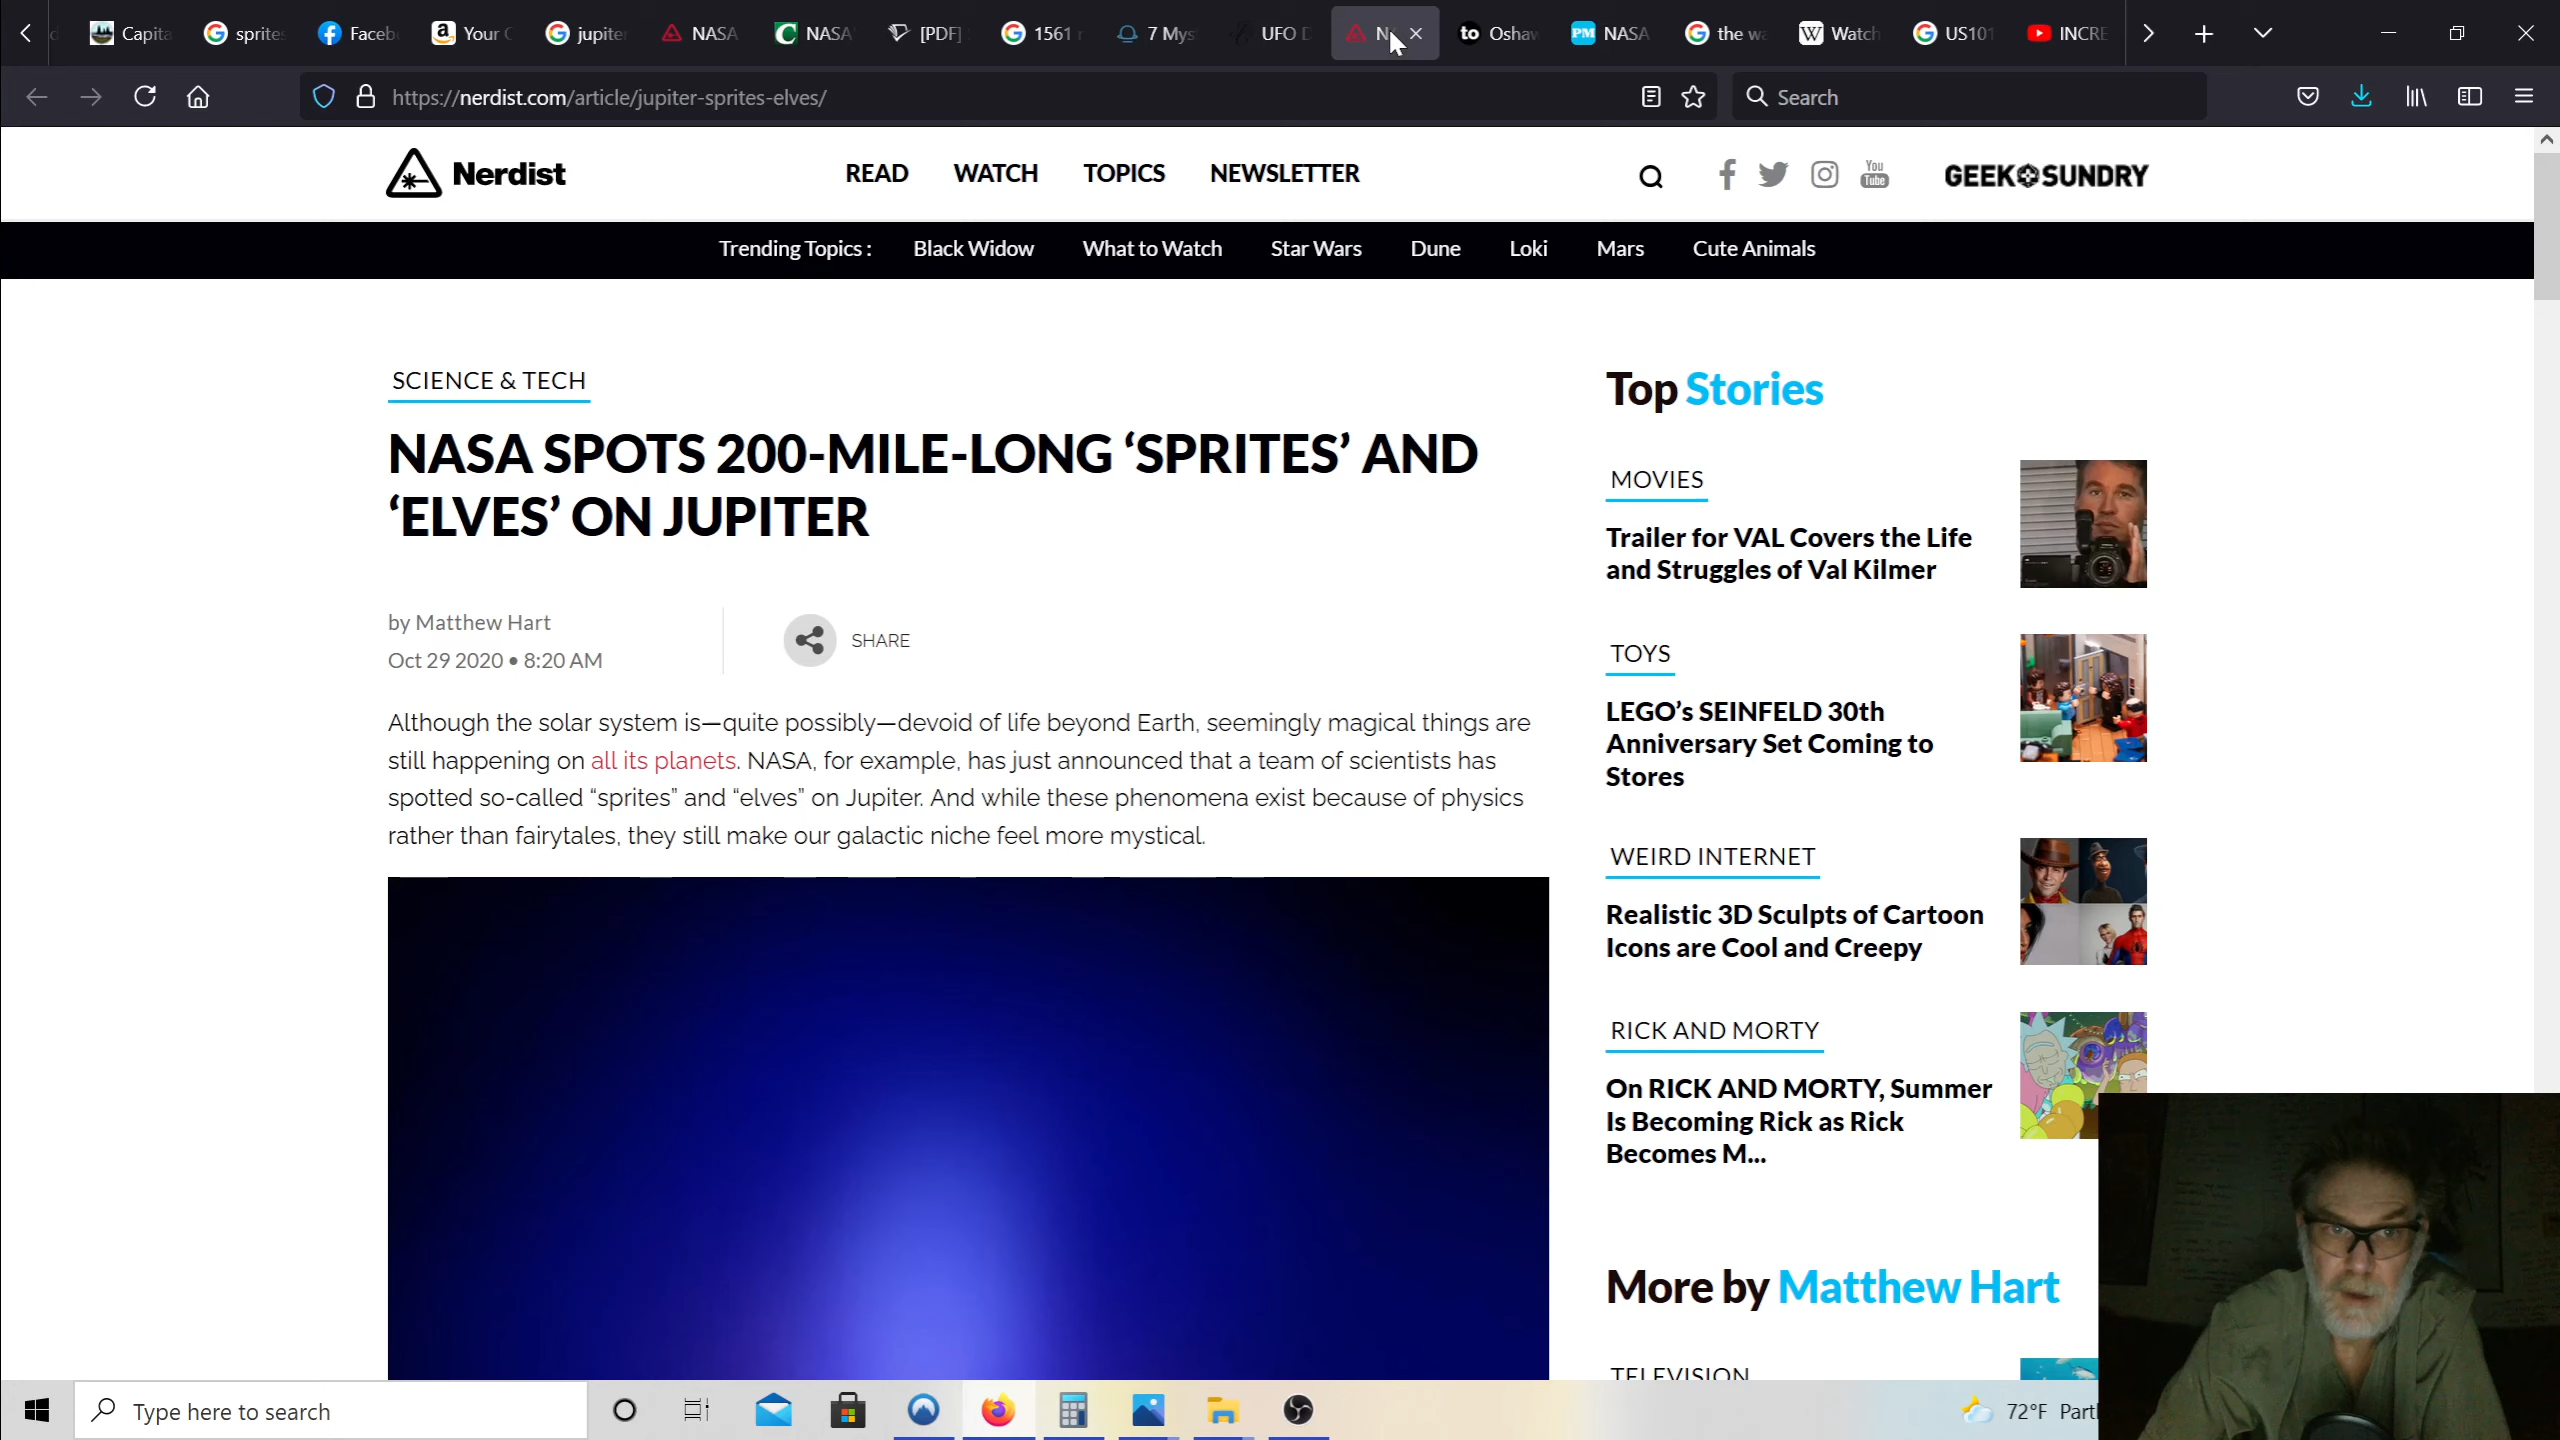 Capita
sprites
Faceb
Your C
jupiter
NASA
NASA'
[PDF]
1561 r
7 Mys
UFO D
N
Oshaw
NASA
the wa
Watch
US101
INCRE
https://nerdist.com/article/jupiter-sprites-elves/
Search
Nerdist
READ WATCH TOPICS NEWSLETTER
You Tube
GEEK SUNDRY
Trending Topics : Black Widow What to Watch Star Wars Dune Loki Mars Cute Animals
SCIENCE & TECH
NASA SPOTS 200-MILE-LONG ‘SPRITES’ AND
‘ELVES’ ON JUPITER
by Matthew Hart
Oct 29 2020 • 8:20 AM
SHARE
Although the solar system is—quite possibly—devoid of life beyond Earth, seemingly magical things are
still happening on all its planets. NASA, for example, has just announced that a team of scientists has
spotted so-called “sprites” and “elves” on Jupiter. And while these phenomena exist because of physics
rather than fairytales, they still make our galactic niche feel more mystical.
Top Stories
MOVIES
Trailer for VAL Covers the Life
and Struggles of Val Kilmer
TOYS
LEGO’s SEINFELD 30th
Anniversary Set Coming to
Stores
WEIRD INTERNET
Realistic 3D Sculpts of Cartoon
Icons are Cool and Creepy
RICK AND MORTY
On RICK AND MORTY, Summer
Is Becoming Rick as Rick
Becomes M...
More by Matthew Hart
TELEVISION
Type here to search
72°F Partl